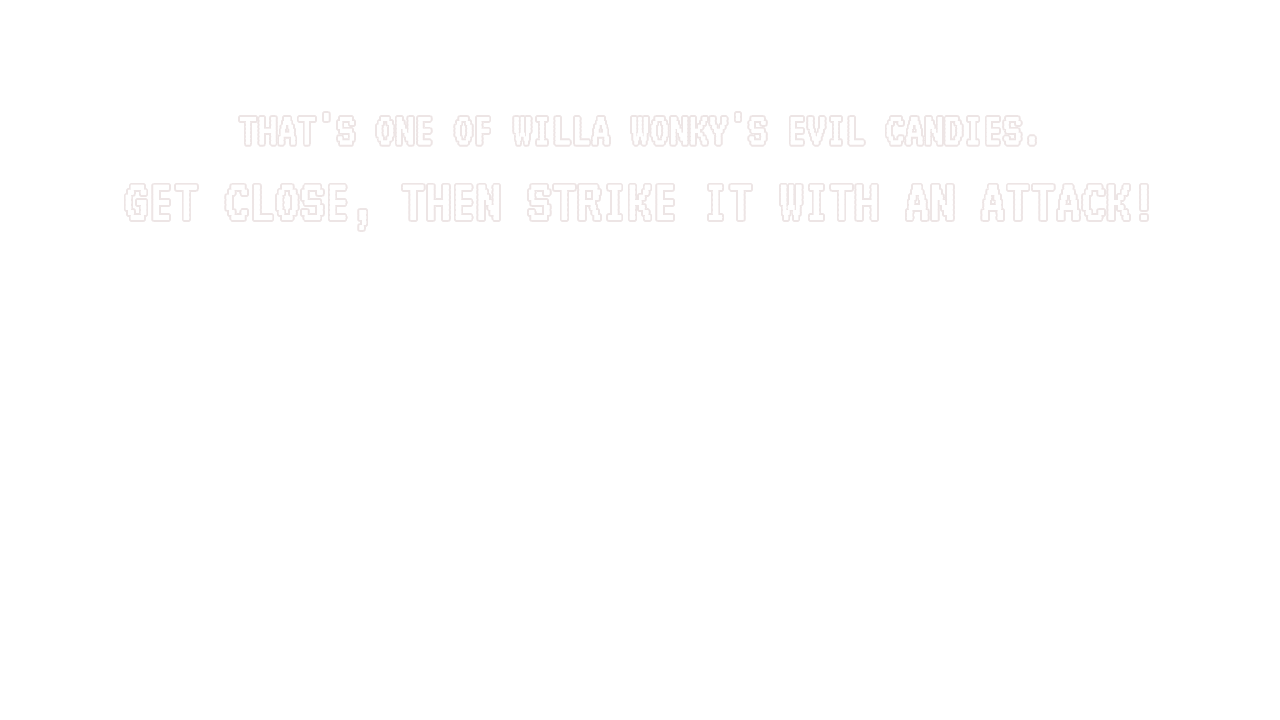 THAT'S ONE OF WILLA WONKY'S EVIL CANDIES.
GET CLOSE, THEN STRIKE IT WITH AN ATTACK!